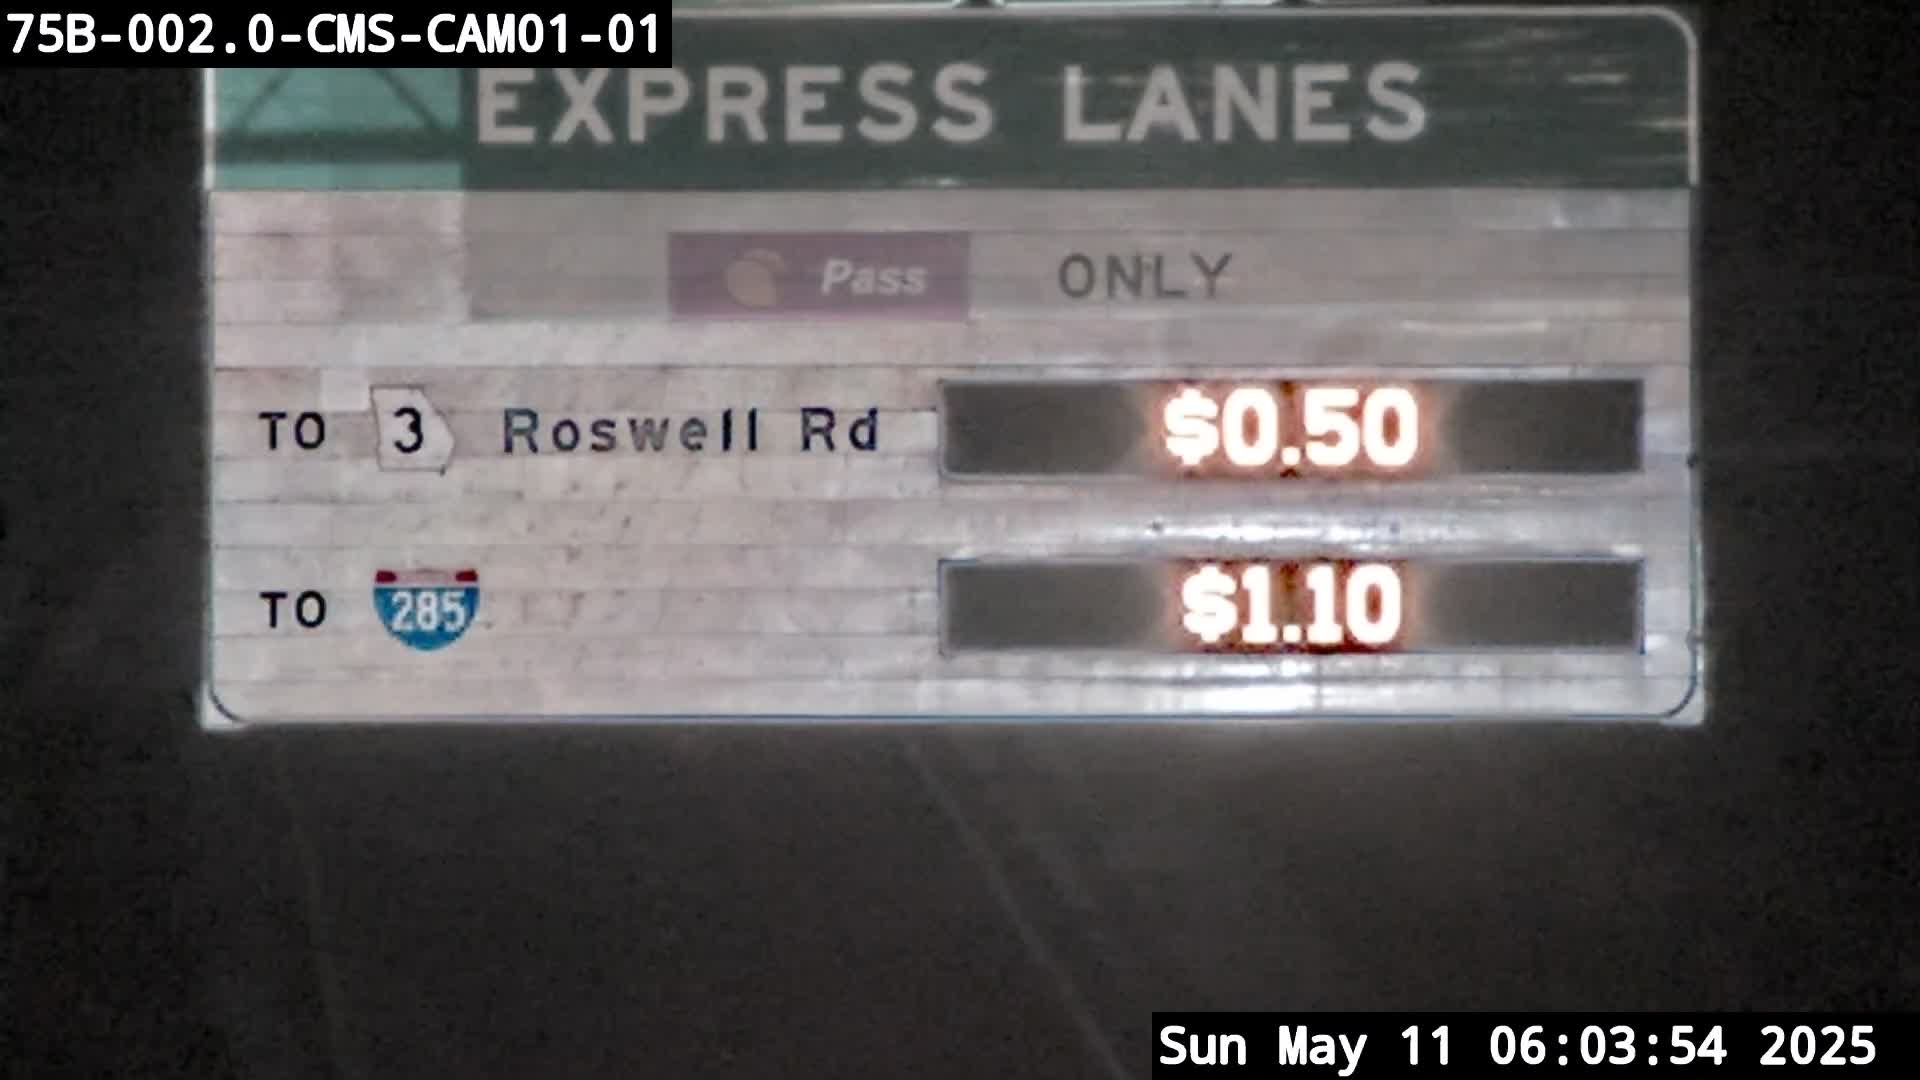 75B-002.0-CMS-CAM01-01
EXPRESS LANES
Pass ONLY
TO 3 Roswell Rd $0.50
TO 285 $1.10
Sun May 11 06:03:54 2025